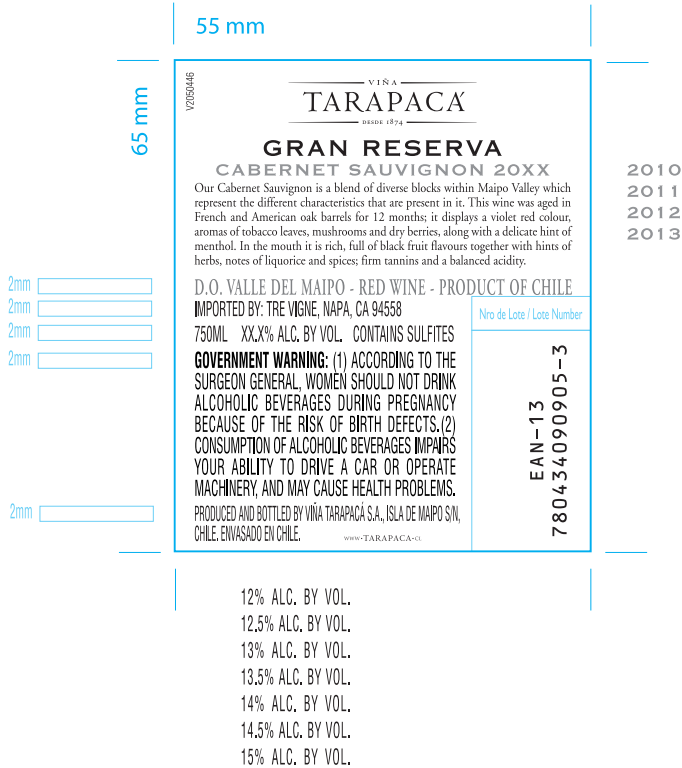 55 mm
65 mm
V2050446
VIÑA
TARAPACÁ
DESDE 1874
GRAN RESERVA
CABERNET SAUVIGNON 20XX
Our Cabernet Sauvignon is a blend of diverse blocks within Maipo Valley which
represent the different characteristics that are present in it. This wine was aged in
French and American oak barrels for 12 months; it displays a violet red colour,
aromas of tobacco leaves, mushrooms and dry berries, along with a delicate hint of
menthol. In the mouth it is rich, full of black fruit flavours together with hints of
herbs, notes of liquorice and spices; firm tannins and a balanced acidity.
D.O. VALLE DEL MAIPO - RED WINE - PRODUCT OF CHILE
IMPORTED BY: TRE VIGNE, NAPA, CA 94558
750ML XX.X% ALC. BY VOL. CONTAINS SULFITES
GOVERNMENT WARNING: (1) ACCORDING TO THE
SURGEON GENERAL, WOMEN SHOULD NOT DRINK
ALCOHOLIC BEVERAGES DURING PREGNANCY
BECAUSE OF THE RISK OF BIRTH DEFECTS.(2)
CONSUMPTION OF ALCOHOLIC BEVERAGES IMPAIRS
YOUR ABILITY TO DRIVE A CAR OR OPERATE
MACHINERY, AND MAY CAUSE HEALTH PROBLEMS.
PRODUCED AND BOTTLED BY VIÑA TARAPACÁ S.A., ISLA DE MAIPO S/N,
CHILE. ENVASADO EN CHILE.
WWW·TARAPACA·CL
Nro de Lote / Lote Number
EAN-13
780434090905-3
2010
2011
2012
2013
2mm
2mm
2mm
2mm
2mm
12% ALC. BY VOL.
12.5% ALC. BY VOL.
13% ALC. BY VOL.
13.5% ALC. BY VOL.
14% ALC. BY VOL.
14.5% ALC. BY VOL.
15% ALC. BY VOL.